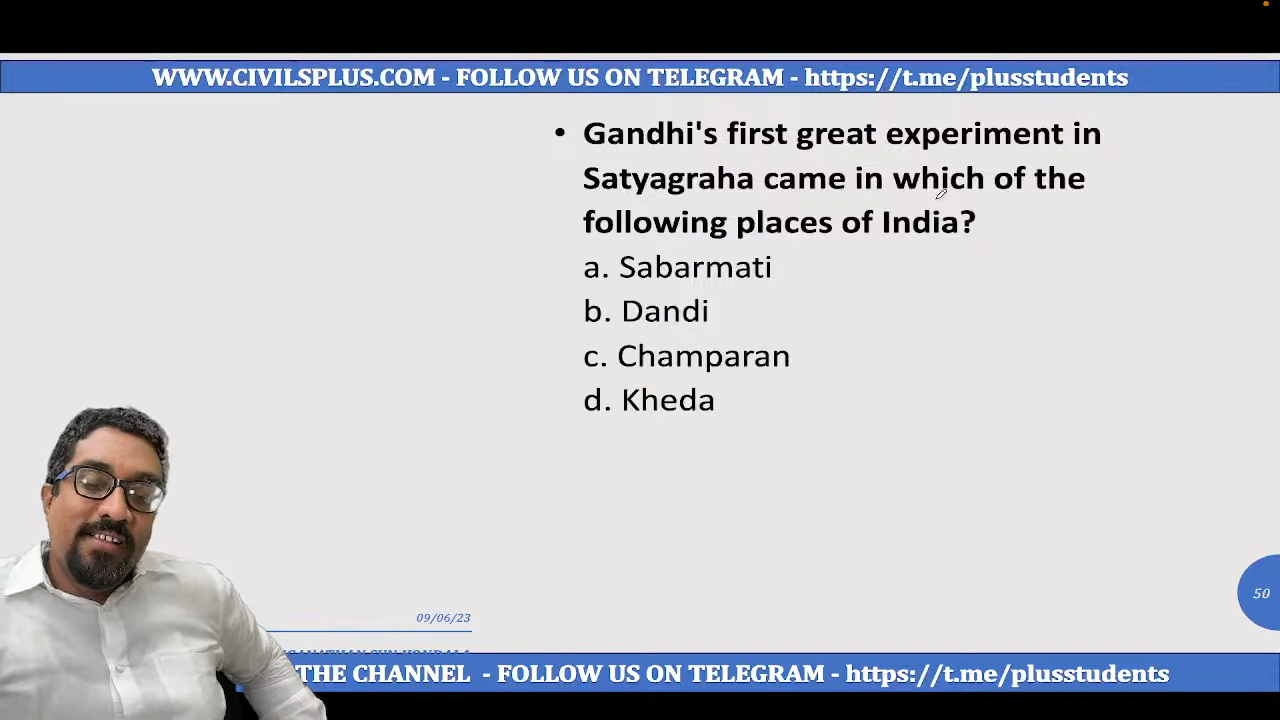 WWW.CIVILSPLUS.COM - FOLLOW US ON TELEGRAM - https://t.me/plusstudents
• Gandhi's first great experiment in
Satyagraha came in which of the
following places of India?
a. Sabarmati
b. Dandi
c. Champaran
d. Kheda
09/06/23
50
THE CHANNEL - FOLLOW US ON TELEGRAM - https://t.me/plusstudents